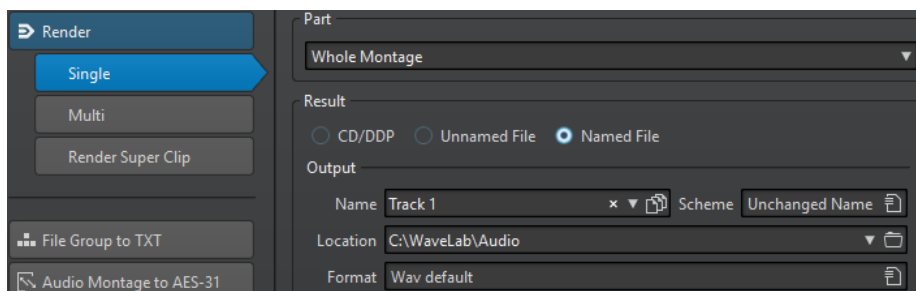 Render
Single
Multi
Render Super Clip
File Group to TXT
Audio Montage to AES-31
Part
Whole Montage
Result
CD/DDP Unnamed File Named File
Output
Name Track 1 Scheme Unchanged Name
Location C:\WaveLab\Audio
Format Wav default